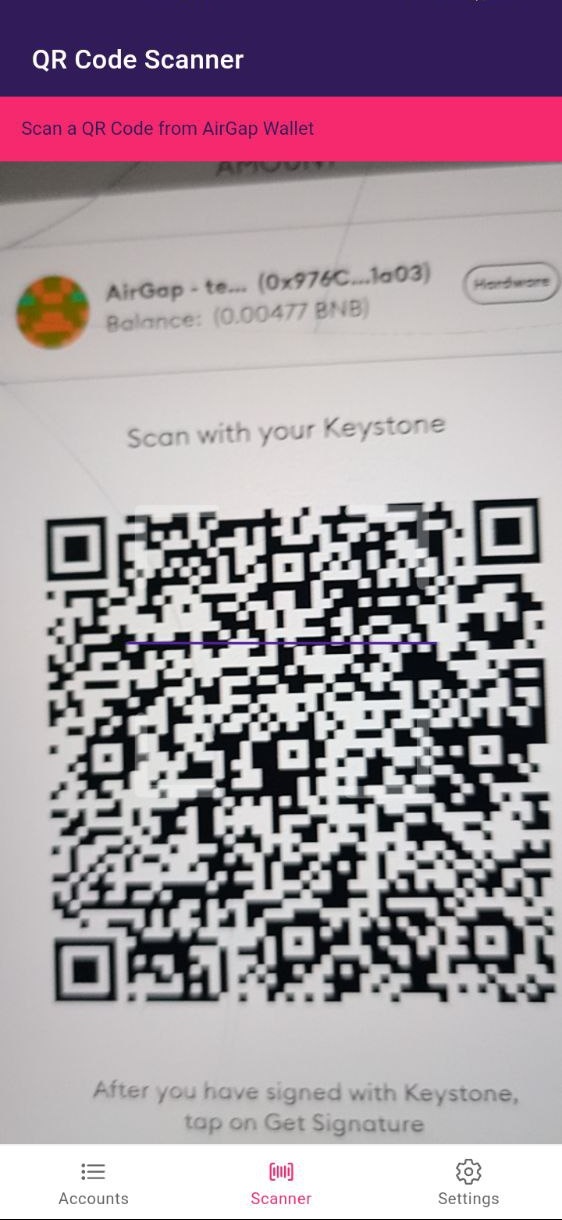 QR Code Scanner
Scan a QR Code from AirGap Wallet
AMOUNT
AirGap - te... (0x976C...1a03)
Hardware
Balance: (0.00477 BNB)
Scan with your Keystone
After you have signed with Keystone,
tap on Get Signature
Accounts
Scanner
Settings